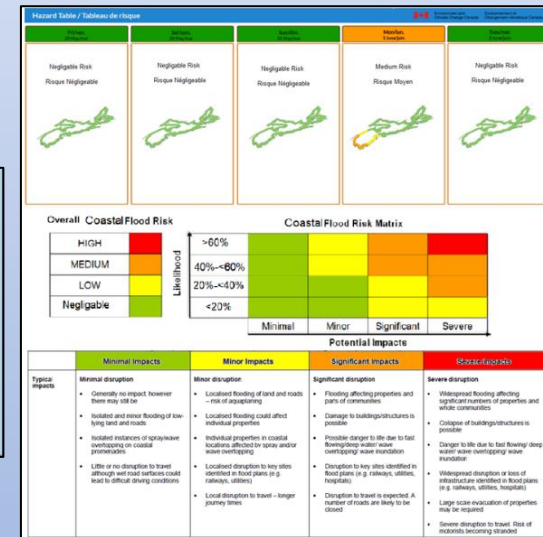 Hazard Table / Tableau de risque
Negligable Risk
Risque Négligeable
Negligable Risk
Risque Négligeable
Negligable Risk
Risque Négligeable
Medium Risk
Risque Moyen
Negligable Risk
Risque Négligeable
Overall Coastal Flood Risk
HIGH
MEDIUM
LOW
Negligable
Coastal Flood Risk Matrix
Likelihood
>60%
40%-<60%
20%-<40%
<20%
Minimal
Minor
Significant
Severe
Potential Impacts
Minimal Impacts
Minor Impacts
Significant Impacts
Severe Impacts
Typical impacts
Minimal disruption
• Generally no impact, however there may still be
• Isolated and minor flooding of low-lying land and roads
• Isolated instances of spray/wave overtopping on coastal promenades
• Little or no disruption to travel although wet road surfaces could lead to difficult driving conditions
Minor disruption:
• Localised flooding of land and roads – risk of aquaplaning
• Localised flooding could affect individual properties
• Individual properties in coastal locations affected by spray and/or wave overtopping
• Localised disruption to key sites identified in flood plans (e.g. railways, utilities)
• Local disruption to travel – longer journey times
Significant disruption
• Flooding affecting properties and parts of communities
• Damage to buildings/structures is possible
• Possible danger to life due to fast flowing/deep water/ wave overtopping/ wave inundation
• Disruption to key sites identified in flood plans (e.g. railways, utilities, hospitals)
• Disruption to travel is expected. A number of roads are likely to be closed
Severe disruption
• Widespread flooding affecting significant numbers of properties and whole communities
• Collapse of buildings/structures is possible
• Danger to life due to fast flowing/ deep water/ wave overtopping/ wave inundation
• Widespread disruption or loss of infrastructure identified in flood plans (e.g. railways, utilities, hospitals)
• Large scale evacuation of properties may be required
• Severe disruption to travel. Risk of motorists becoming stranded